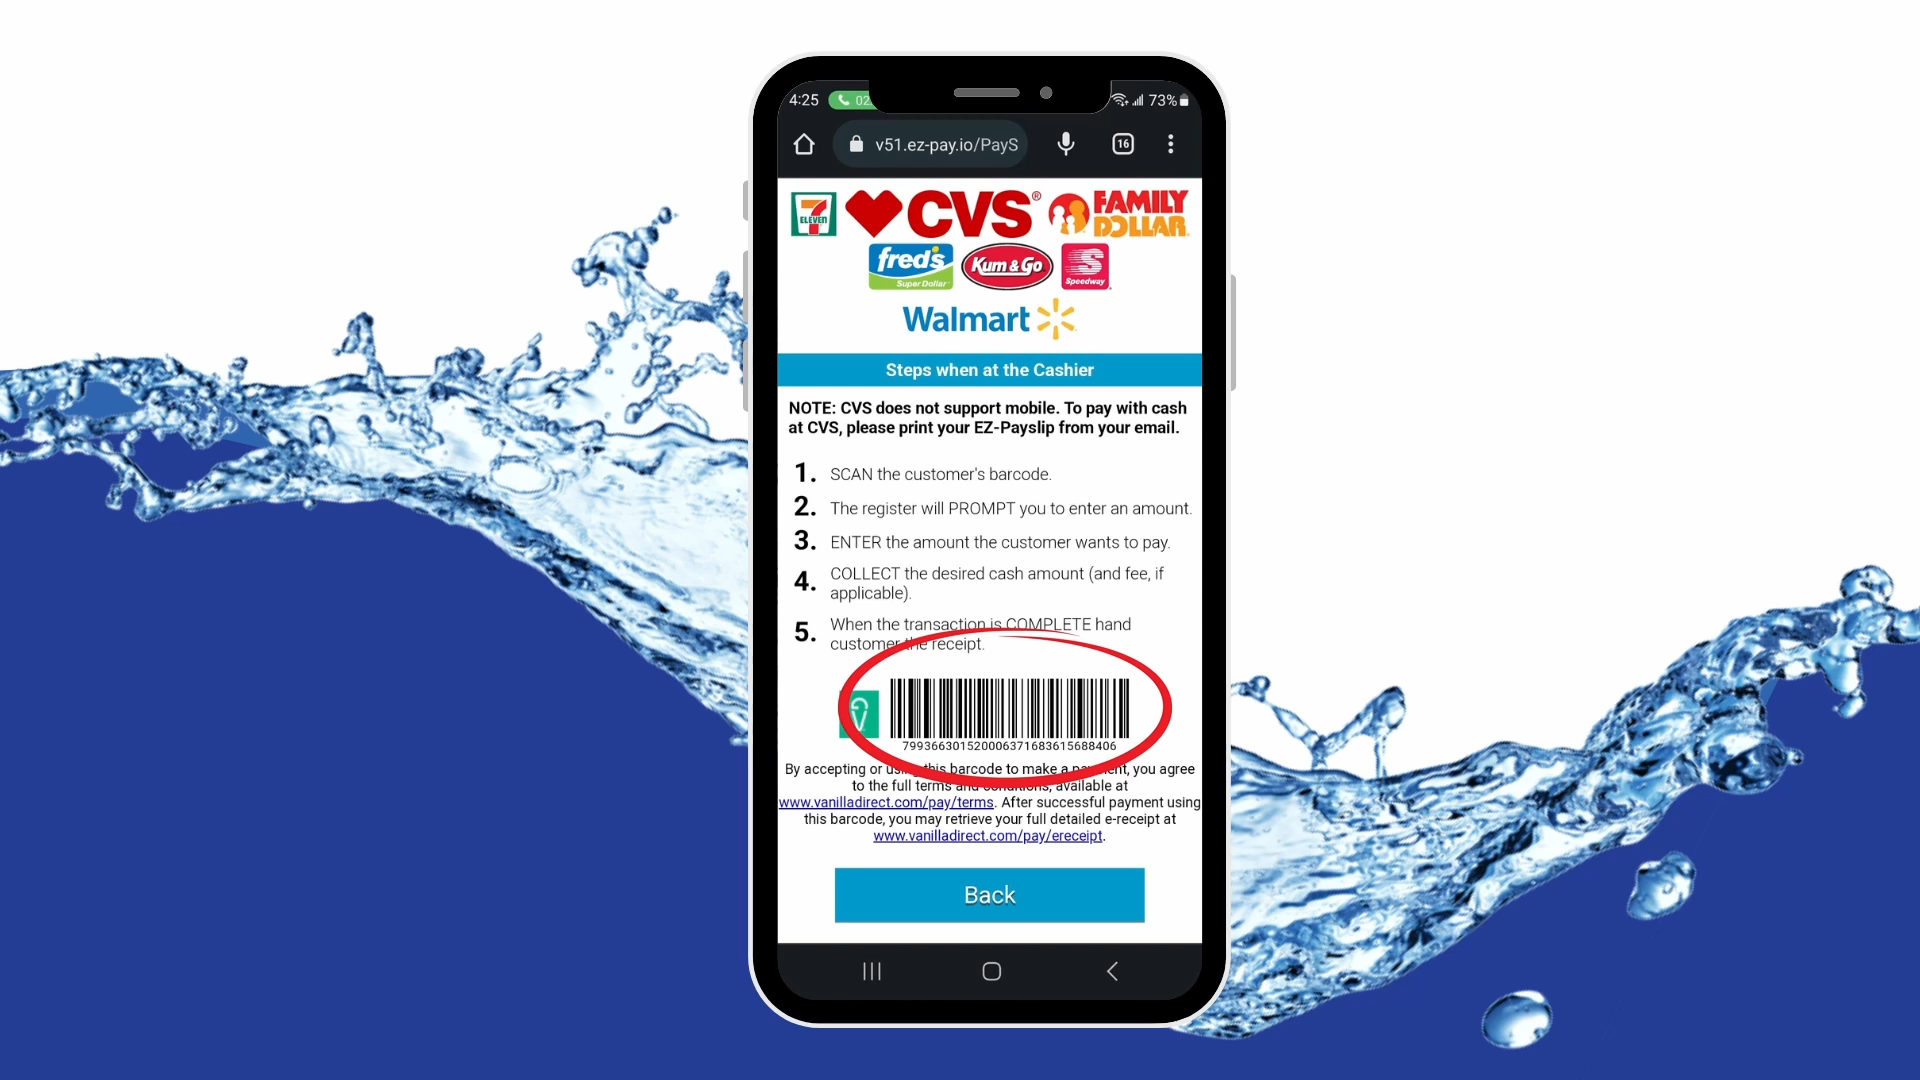 4:25
02
73%
v51.ez-pay.io/PayS
16
7
ELEVEN
CVS®
FAMILY
DOLLAR
fred's
Super Dollar
Kum & Go
S
Speedway
Walmart
Steps when at the Cashier
NOTE: CVS does not support mobile. To pay with cash
at CVS, please print your EZ-Payslip from your email.
1. SCAN the customer's barcode.
2. The register will PROMPT you to enter an amount.
3. ENTER the amount the customer wants to pay.
4. COLLECT the desired cash amount (and fee, if
applicable).
5. When the transaction is COMPLETE hand
customer the receipt.
V
799366301520006371683615688406
By accepting or using this barcode to make a payment, you agree
to the full terms and conditions, available at
www.vanilladirect.com/pay/terms. After successful payment using
this barcode, you may retrieve your full detailed e-receipt at
www.vanilladirect.com/pay/ereceipt.
Back